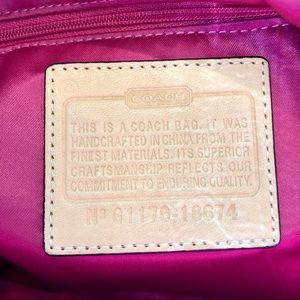 COACH
THIS IS A COACH BAG. IT WAS
HANDCRAFTED IN CHINA FROM THE
FINEST MATERIALS. ITS SUPERIOR
CRAFTSMANSHIP REFLECTS OUR
COMMITMENT TO ENDURING QUALITY.
Nº G1176-18674